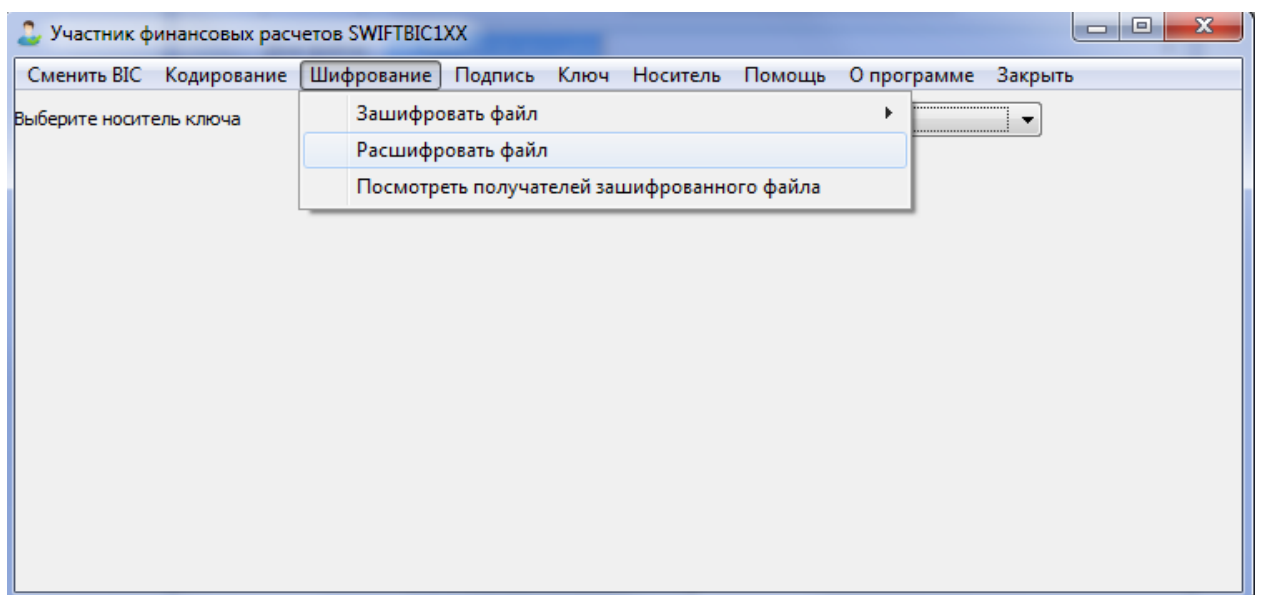 Участник финансовых расчетов SWIFTBIC1XX
Сменить BIC Кодирование Шифрование Подпись Ключ Носитель Помощь О программе Закрыть
Выберите носитель ключа
Зашифровать файл
Расшифровать файл
Посмотреть получателей зашифрованного файла